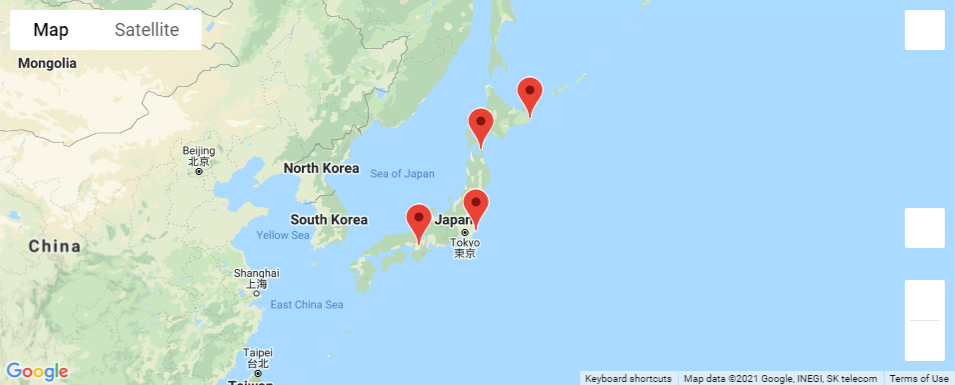 Map
Satellite
Mongolia
Beijing
北京
North Korea
Sea of Japan
South Korea
Japan
Yellow Sea
China
Tokyo
東京
Shanghai
上海
East China Sea
Taipei
台北
Google
Taiwan
Keyboard shortcuts
Map data ©2021 Google, INEGI, SK telecom
Terms of Use